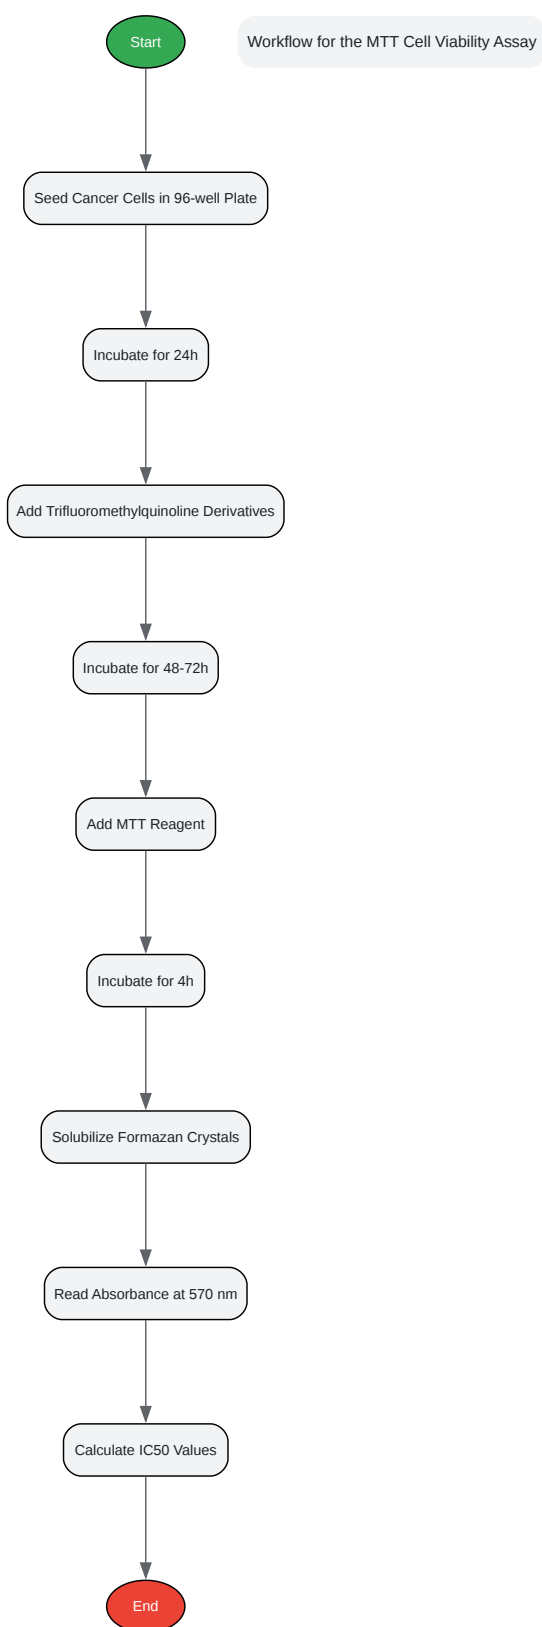 Start
Workflow for the MTT Cell Viability Assay
Seed Cancer Cells in 96-well Plate
Incubate for 24h
Add Trifluoromethylquinoline Derivatives
Incubate for 48-72h
Add MTT Reagent
Incubate for 4h
Solubilize Formazan Crystals
Read Absorbance at 570 nm
Calculate IC50 Values
End